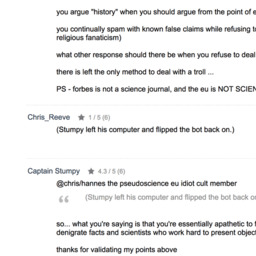 you argue "history" when you should argue from the point of e
you continually spam with known false claims while refusing t
religious fanaticism)
what other response should there be when you refuse to deal
there is left the only method to deal with a troll ...
PS - forbes is not a science journal, and the eu is NOT SCIEN
Chris_Reeve ★ 1 / 5 (6)
(Stumpy left his computer and flipped the bot back on.)
Captain Stumpy ★ 4.3 / 5 (6)
@chris/hannes the pseudoscience eu idiot cult member
(Stumpy left his computer and flipped the bot back o
so... what you're saying is that you're essentially apathetic to f
denigrate facts and scientists who work hard to present objec
thanks for validating my points above